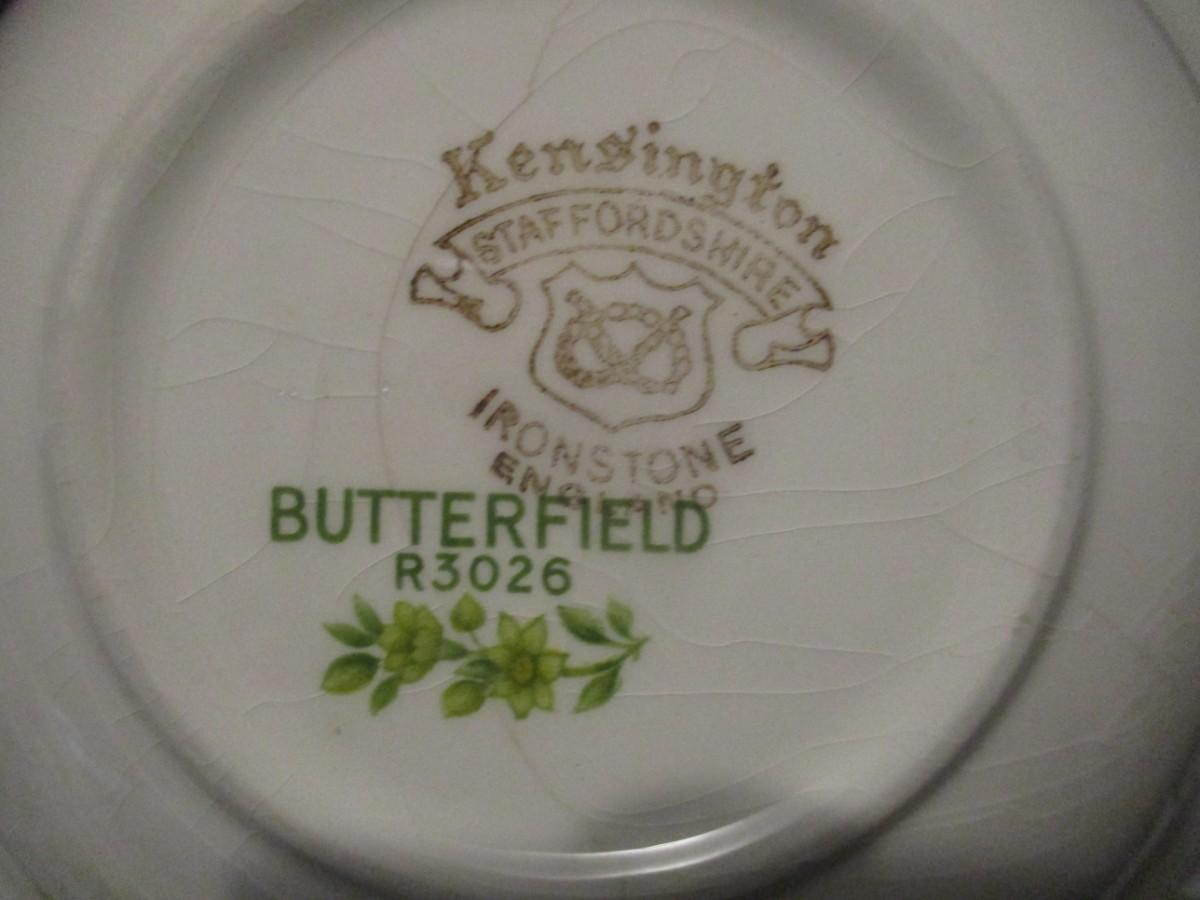 Kensington
STAFFORDSHIRE
IRONSTONE
ENGLAND
BUTTERFIELD
R3026